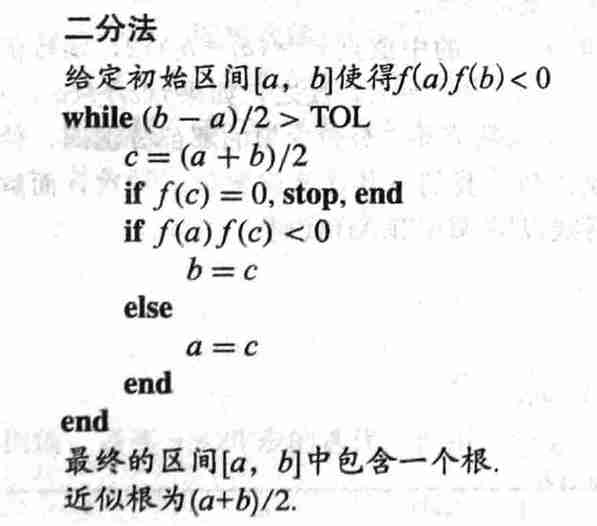 二分法
给定初始区间[a, b]使得f(a)f(b)<0
while (b − a)/2 > TOL
c = (a + b)/2
if f(c) = 0, stop, end
if f(a)f(c) < 0
b = c
else
a = c
end
end
最终的区间[a, b]中包含一个根.
近似根为(a+b)/2.